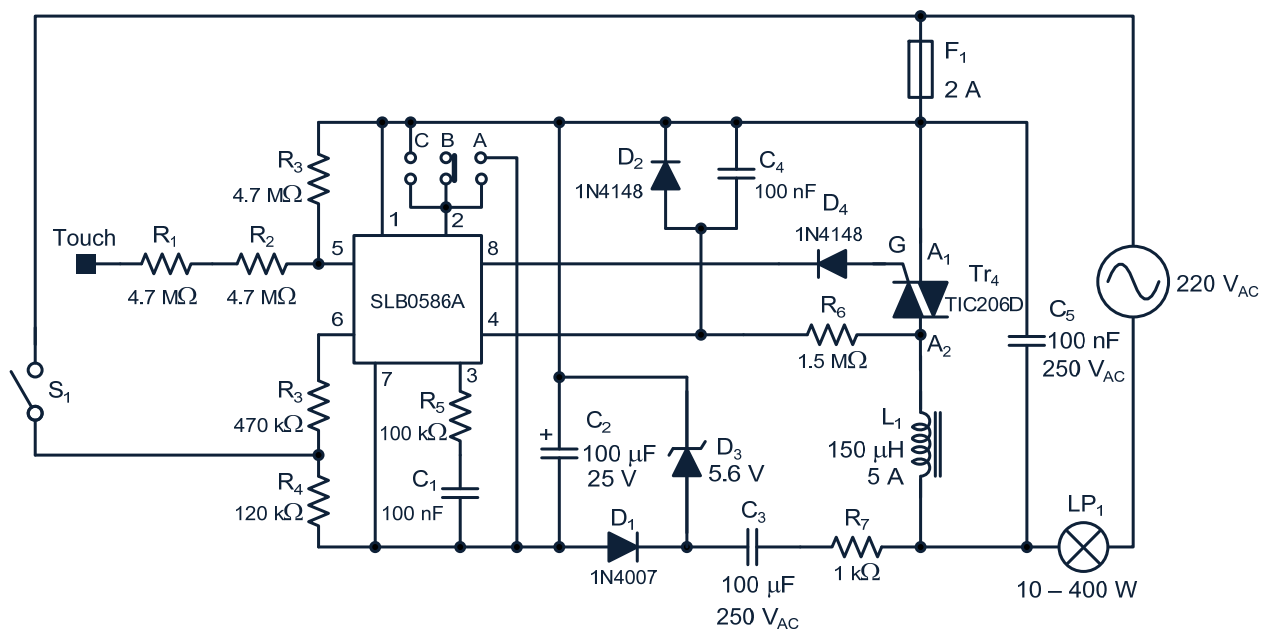 F₁
2 A
C B A
R₃
4.7 MΩ
D₂
1N4148
C₄
100 nF
D₄
1N4148
1
2
Touch
R₁
4.7 MΩ
R₂
4.7 MΩ
5
8
G
A₁
SLB0586A
Tr₄
TIC206D
220 V_AC
6
4
R₆
1.5 MΩ
A₂
C₅
100 nF
250 V_AC
S₁
7
3
R₃
470 kΩ
R₅
100 kΩ
+
C₂
100 µF
25 V
D₃
5.6 V
L₁
150 µH
5 A
R₄
120 kΩ
C₁
100 nF
D₁
1N4007
C₃
100 µF
250 V_AC
R₇
1 kΩ
LP₁
10 – 400 W